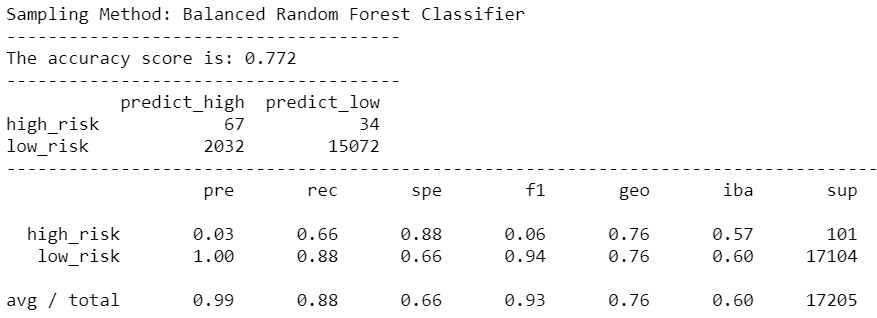 Sampling Method: Balanced Random Forest Classifier
--------------------------------------
The accuracy score is: 0.772
--------------------------------------
predict_high predict_low
high_risk 67 34
low_risk 2032 15072
------------------------------------------------------------------------------------
pre rec spe f1 geo iba sup
high_risk 0.03 0.66 0.88 0.06 0.76 0.57 101
low_risk 1.00 0.88 0.66 0.94 0.76 0.60 17104
avg / total 0.99 0.88 0.66 0.93 0.76 0.60 17205